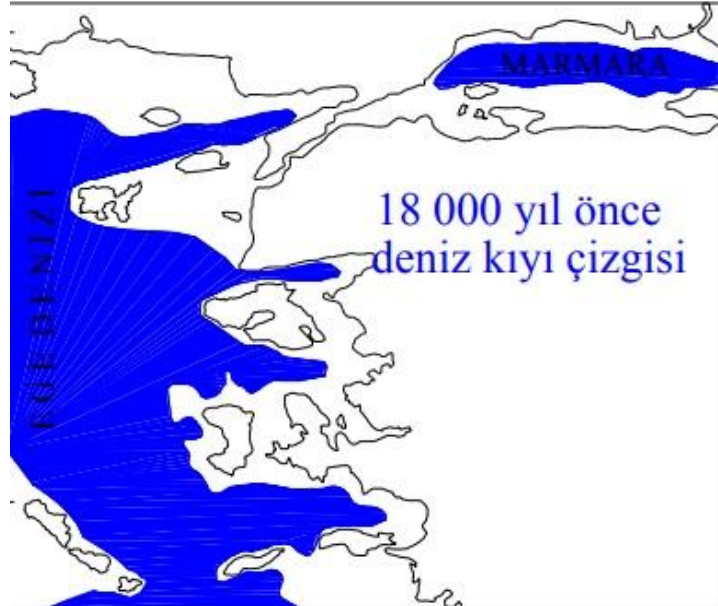 MARMARA
18 000 yıl önce
deniz kıyı çizgisi
EGE DENİZİ